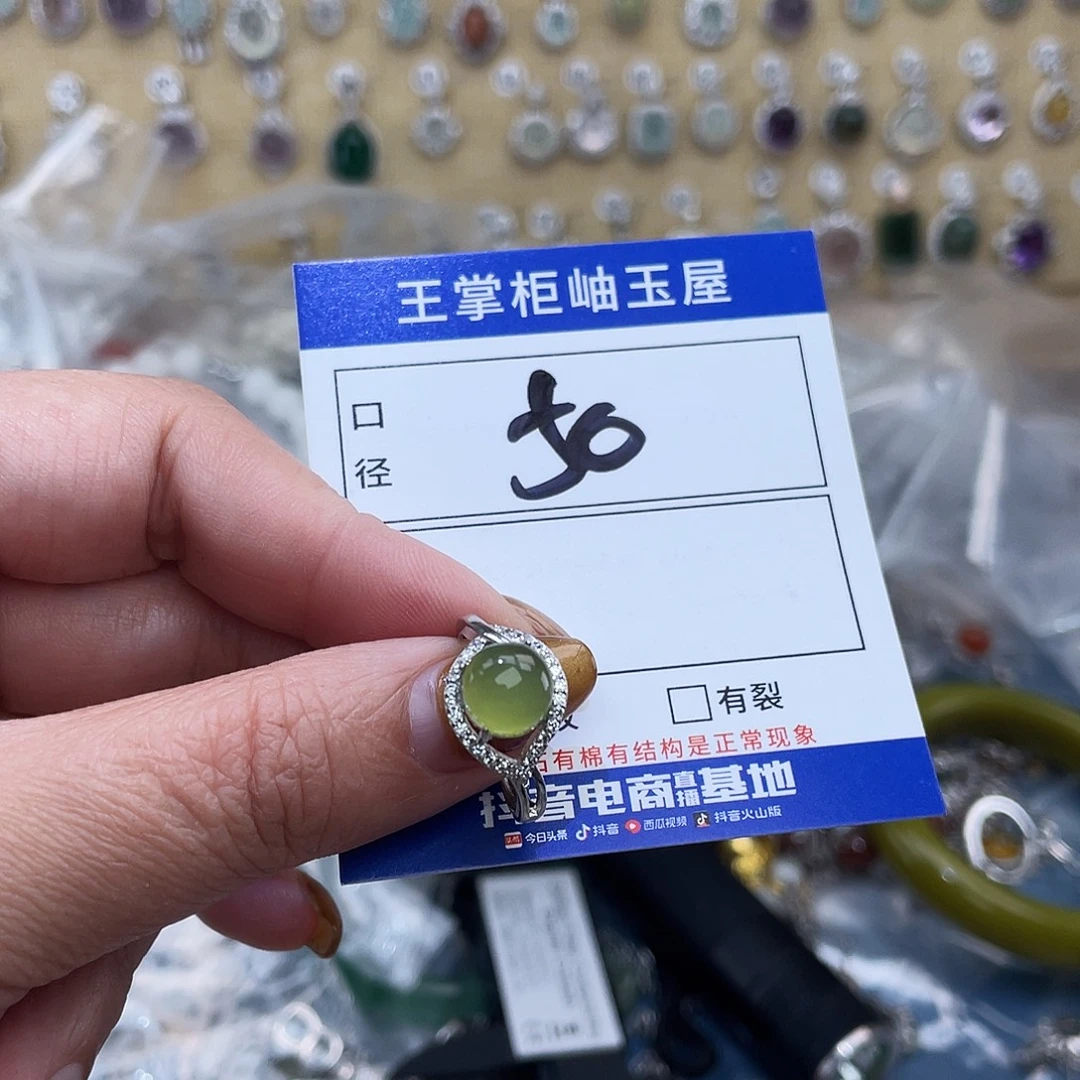 王掌柜岫玉屋
口径
50
有裂
有棉有结构是正常现象
抖音电商直播基地
今日头条 抖音 西瓜视频 抖音火山版